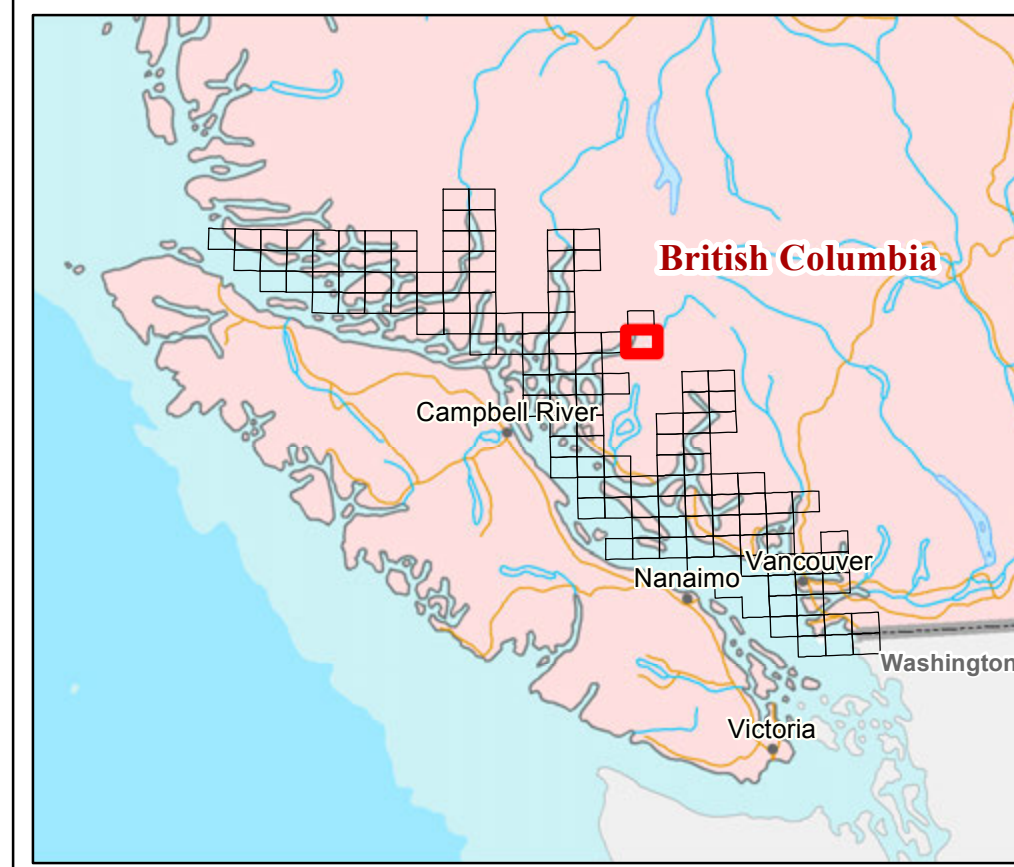 British Columbia
Campbell River
Vancouver
Nanaimo
Washington
Victoria